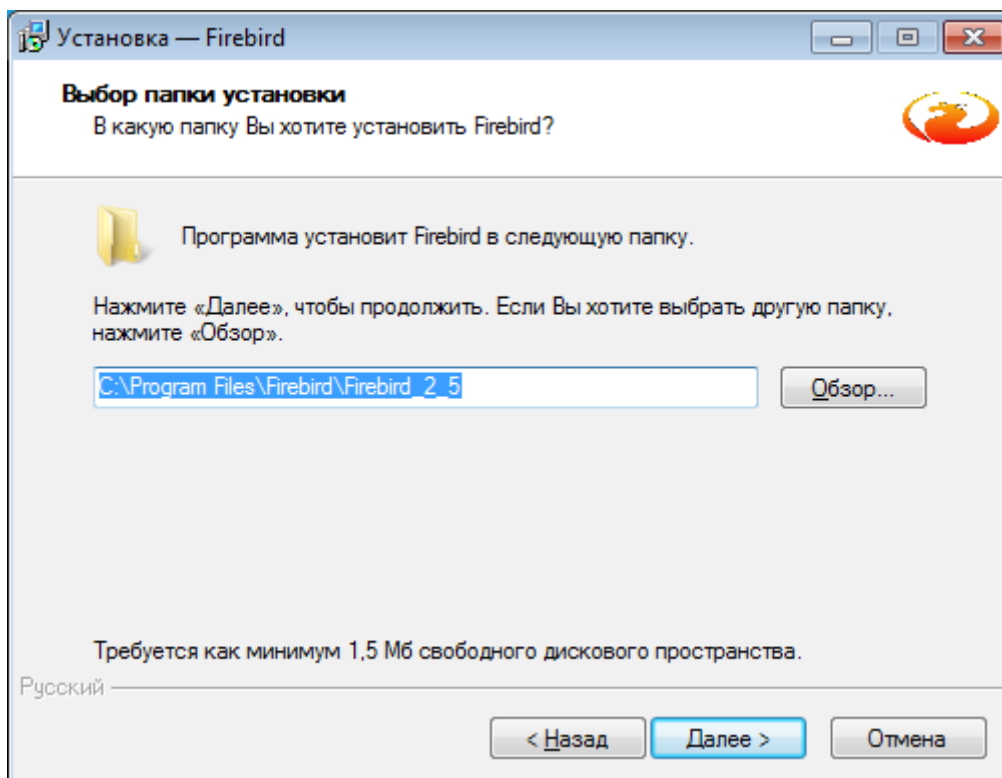 Установка — Firebird
Выбор папки установки
В какую папку Вы хотите установить Firebird?
Программа установит Firebird в следующую папку.
Нажмите «Далее», чтобы продолжить. Если Вы хотите выбрать другую папку,
нажмите «Обзор».
C:\Program Files\Firebird\Firebird_2_5
Обзор...
Требуется как минимум 1,5 Мб свободного дискового пространства.
Русский
< Назад
Далее >
Отмена